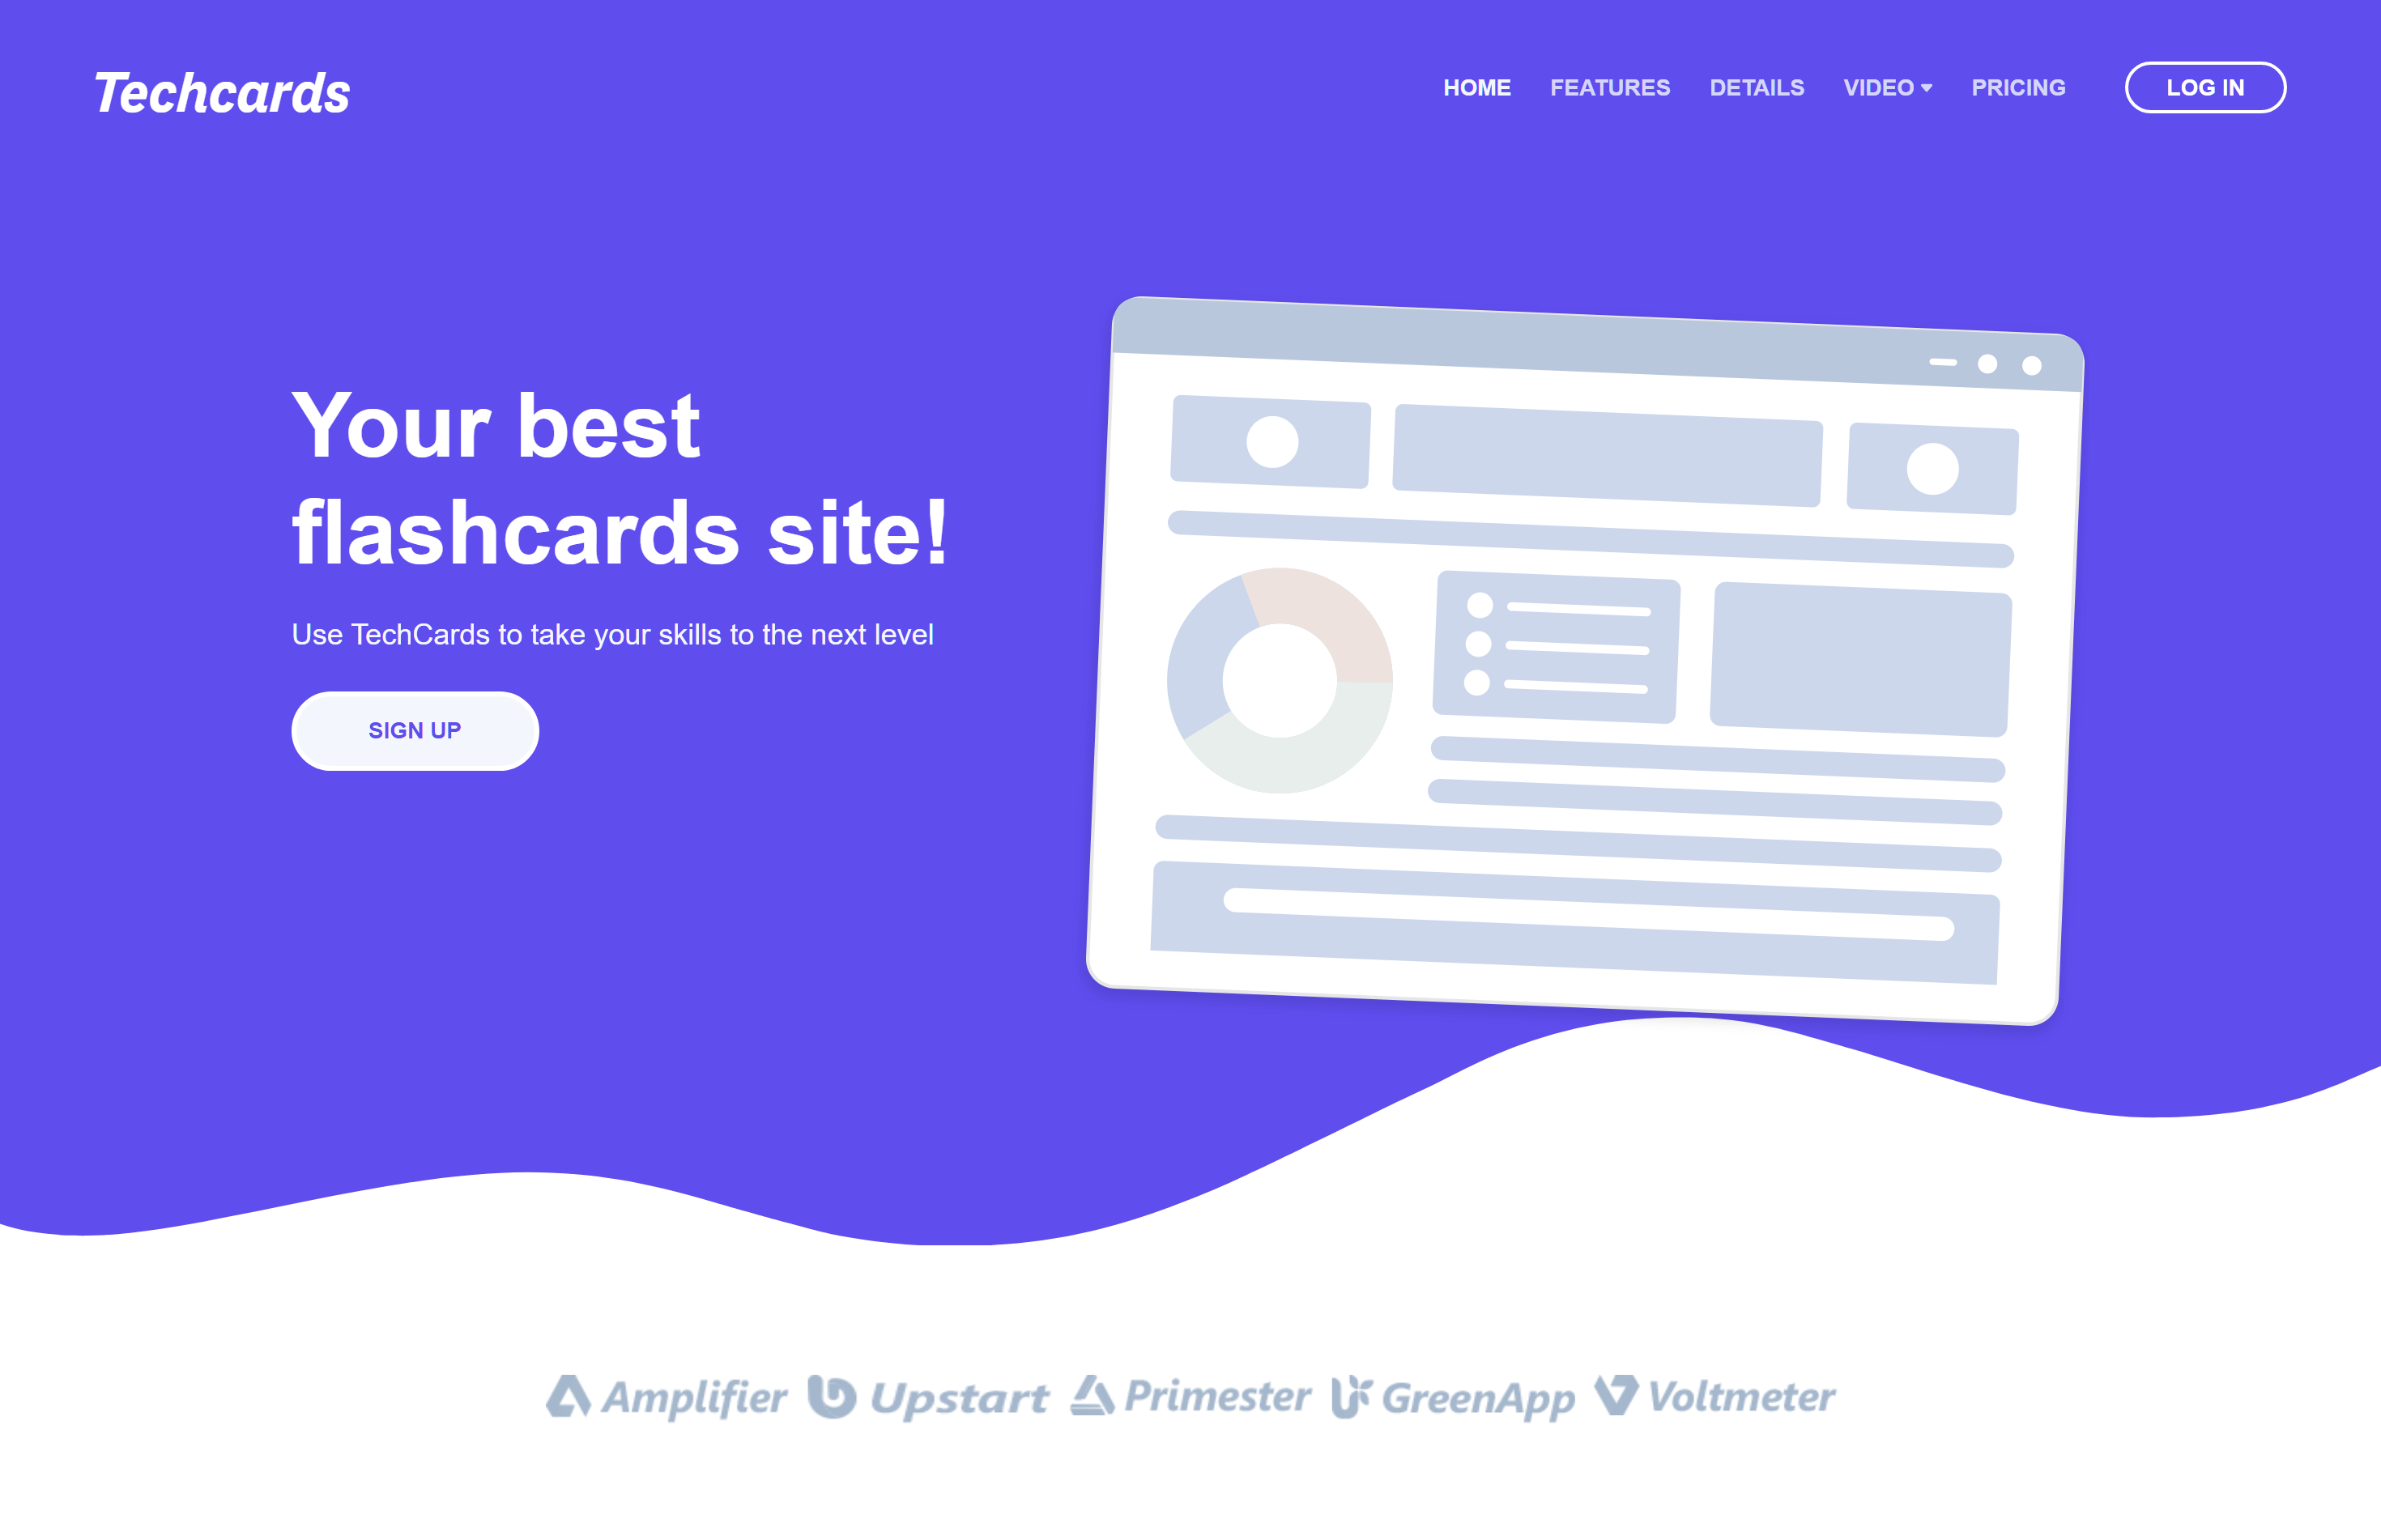 Techcards
HOME FEATURES DETAILS VIDEO PRICING LOG IN
Your best
flashcards site!
Use TechCards to take your skills to the next level
SIGN UP
Amplifier Upstart Primester GreenApp Voltmeter